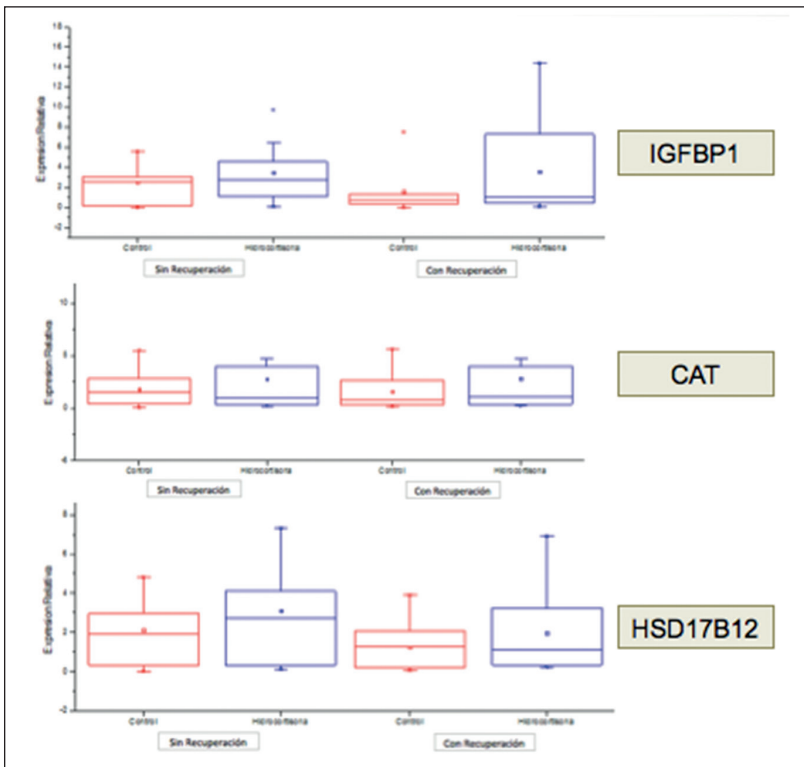 Expresion Relativa
18
16
14
12
10
8
6
4
2
0
-2
Control
Hidrocortisona
Control
Hidrocortisona
Sin Recuperación
Con Recuperación
IGFBP1
Expresion Relativa
10
5
0
-5
Control
Hidrocortisona
Control
Hidrocortisona
Sin Recuperación
Con Recuperación
CAT
Expresion Relativa
8
6
4
2
0
-2
Control
Hidrocortisona
Control
Hidrocortisona
Sin Recuperación
Con Recuperación
HSD17B12